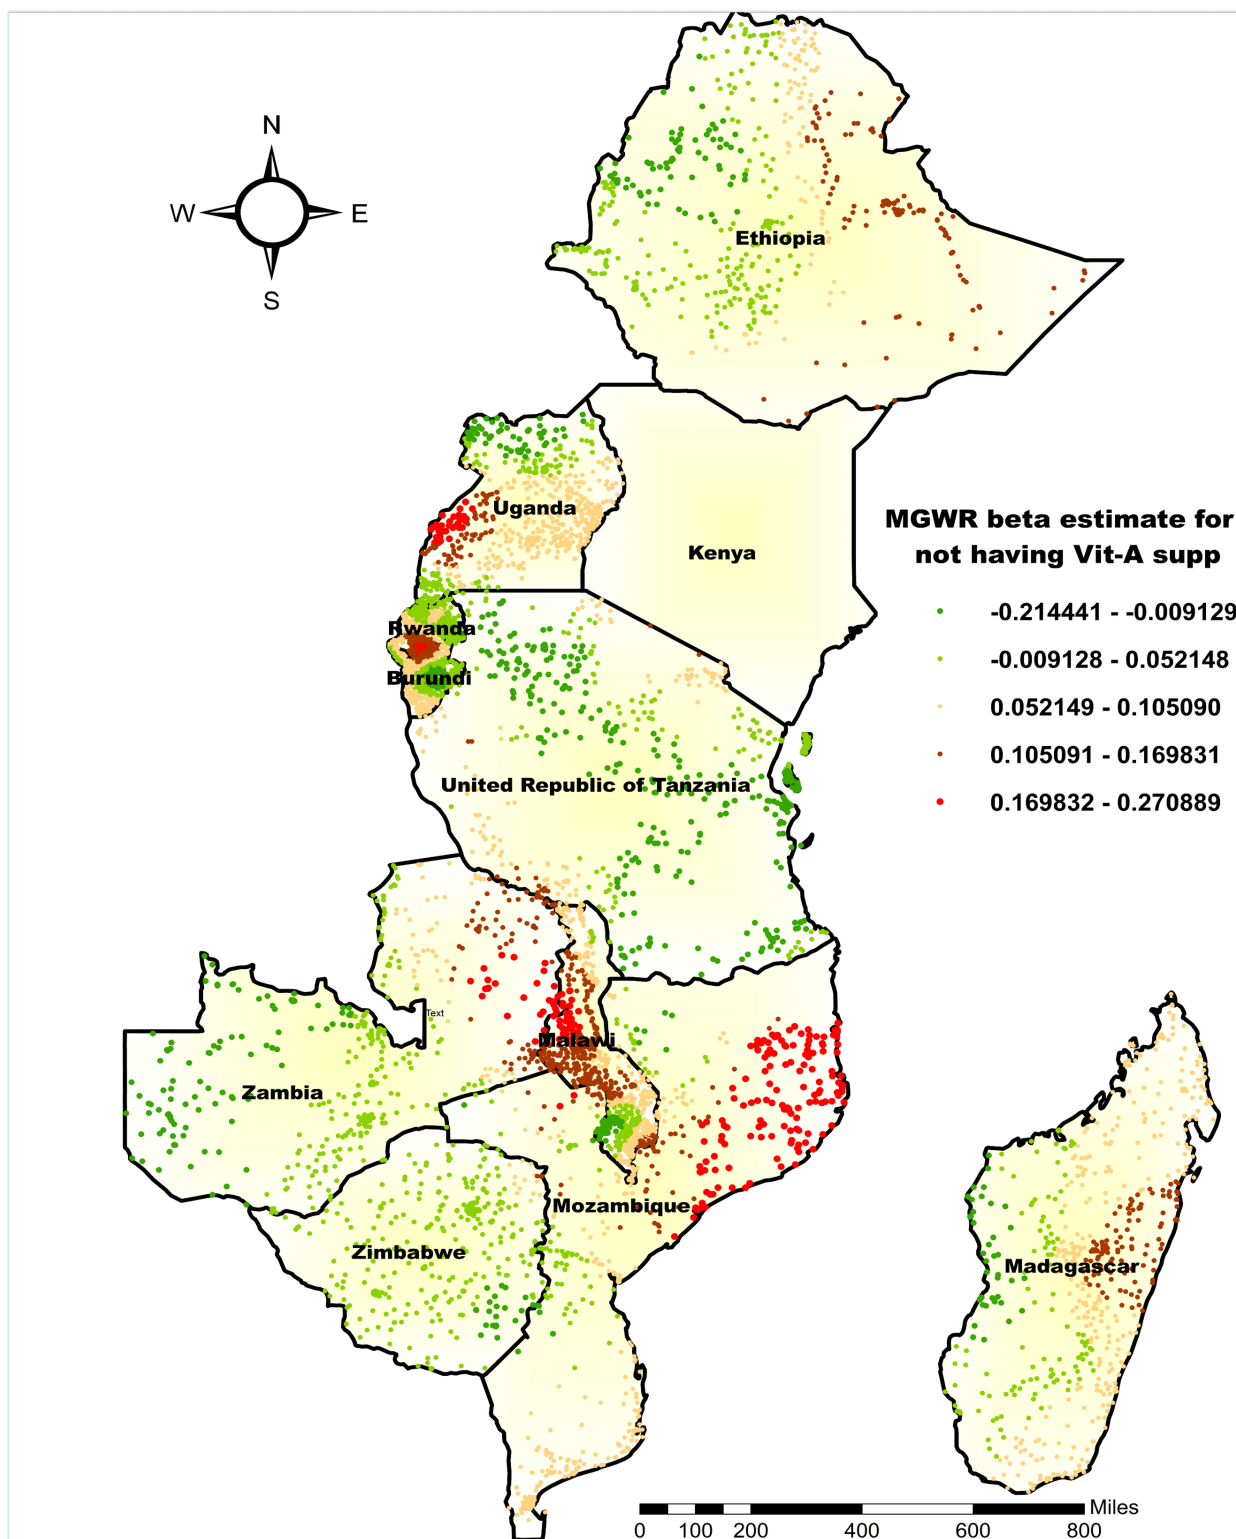 N
W
E
S
Ethiopia
Uganda
Kenya
MGWR beta estimate for
not having Vit-A supp
-0.214441 - -0.009129
-0.009128 - 0.052148
0.052149 - 0.105090
0.105091 - 0.169831
0.169832 - 0.270889
Rwanda
Burundi
United Republic of Tanzania
Text
Malawi
Zambia
Mozambique
Zimbabwe
Madagascar
Miles
0 100 200 400 600 800